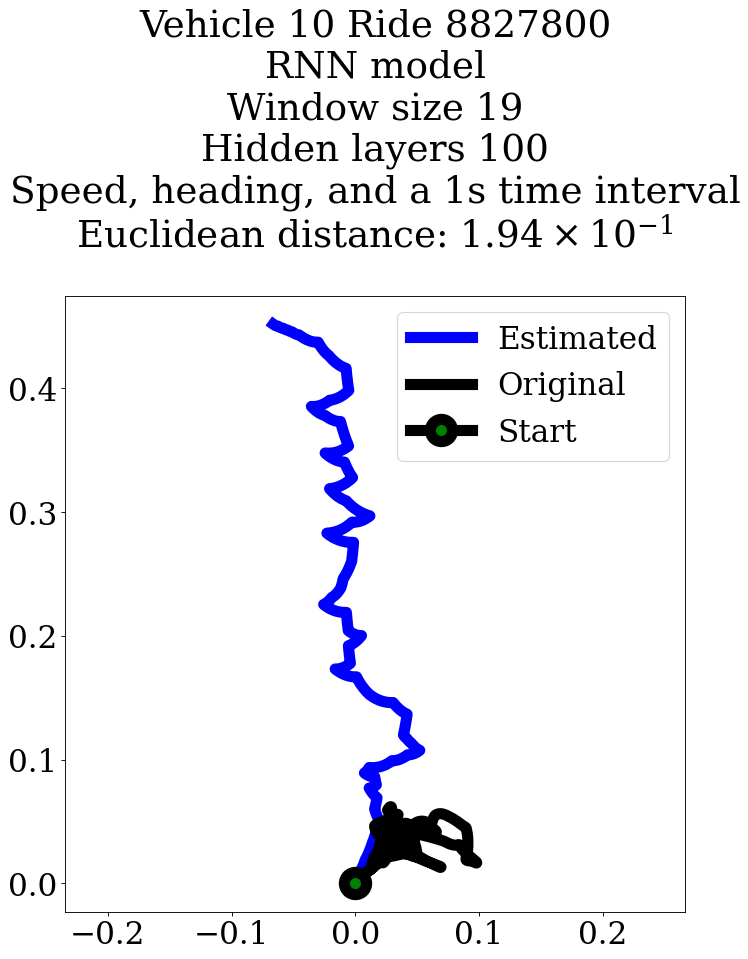 Vehicle 10 Ride 8827800
RNN model
Window size 19
Hidden layers 100
Speed, heading, and a 1s time interval
Euclidean distance: 1.94 × 10⁻¹
Estimated
Original
Start
0.4
0.3
0.2
0.1
0.0
−0.2 −0.1 0.0 0.1 0.2